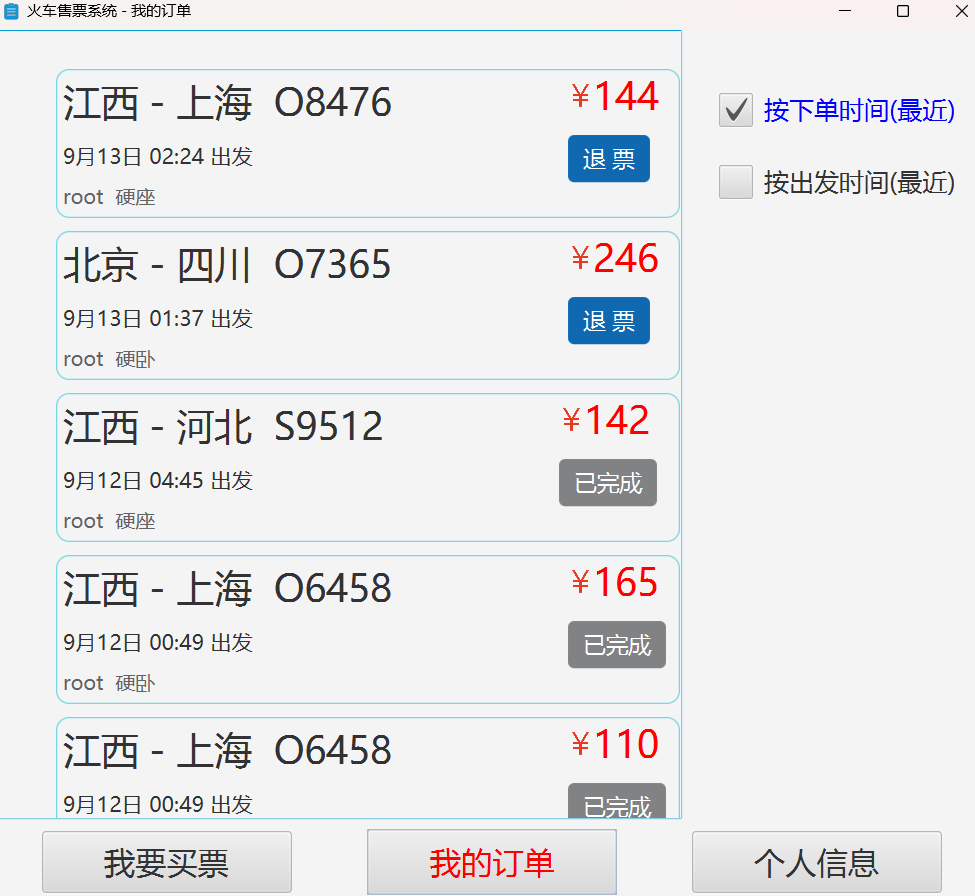 火车售票系统 - 我的订单
江西 - 上海 O8476
¥144
9月13日 02:24 出发
退 票
root 硬座
北京 - 四川 O7365
¥246
9月13日 01:37 出发
退 票
root 硬卧
江西 - 河北 S9512
¥142
9月12日 04:45 出发
已完成
root 硬座
江西 - 上海 O6458
¥165
9月12日 00:49 出发
已完成
root 硬卧
江西 - 上海 O6458
¥110
9月12日 00:49 出发
已完成
按下单时间(最近)
按出发时间(最近)
我要买票
我的订单
个人信息